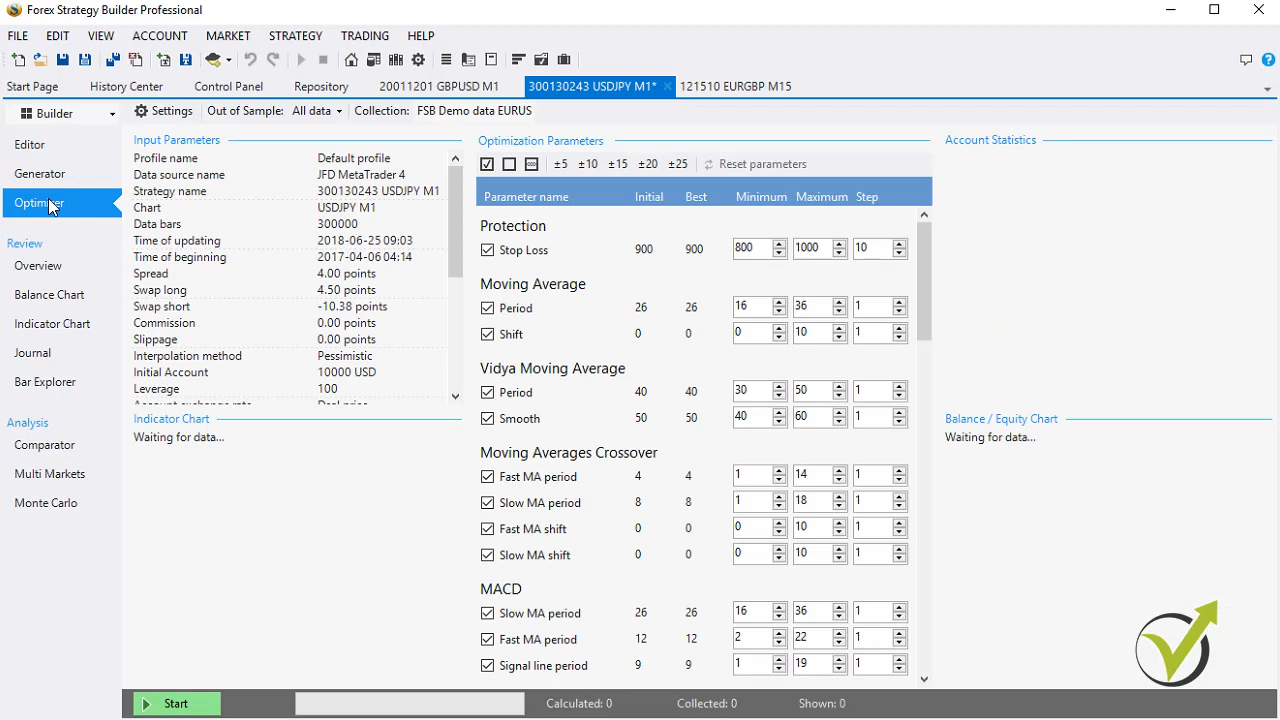 Forex Strategy Builder Professional
FILE EDIT VIEW ACCOUNT MARKET STRATEGY TRADING HELP
Start Page History Center Control Panel Repository 20011201 GBPUSD M1 300130243 USDJPY M1* 121510 EURGBP M15
Builder Settings Out of Sample: All data Collection: FSB Demo data EURUS
Editor
Generator
Optimizer
Review
Overview
Balance Chart
Indicator Chart
Journal
Bar Explorer
Analysis
Comparator
Multi Markets
Monte Carlo
Input Parameters
Profile name Default profile
Data source name JFD MetaTrader 4
Strategy name 300130243 USDJPY M1
Chart USDJPY M1
Data bars 300000
Time of updating 2018-06-25 09:03
Time of beginning 2017-04-06 04:14
Spread 4.00 points
Swap long 4.50 points
Swap short -10.38 points
Commission 0.00 points
Slippage 0.00 points
Interpolation method Pessimistic
Initial Account 10000 USD
Leverage 100
Indicator Chart
Waiting for data...
Optimization Parameters
±5 ±10 ±15 ±20 ±25 Reset parameters
Parameter name Initial Best Minimum Maximum Step
Protection
Stop Loss 900 900 800 1000 10
Moving Average
Period 26 26 16 36 1
Shift 0 0 0 10 1
Vidya Moving Average
Period 40 40 30 50 1
Smooth 50 50 40 60 1
Moving Averages Crossover
Fast MA period 4 4 1 14 1
Slow MA period 8 8 1 18 1
Fast MA shift 0 0 0 10 1
Slow MA shift 0 0 0 10 1
MACD
Slow MA period 26 26 16 36 1
Fast MA period 12 12 2 22 1
Signal line period 9 9 1 19 1
Account Statistics
Balance / Equity Chart
Waiting for data...
Start Calculated: 0 Collected: 0 Shown: 0